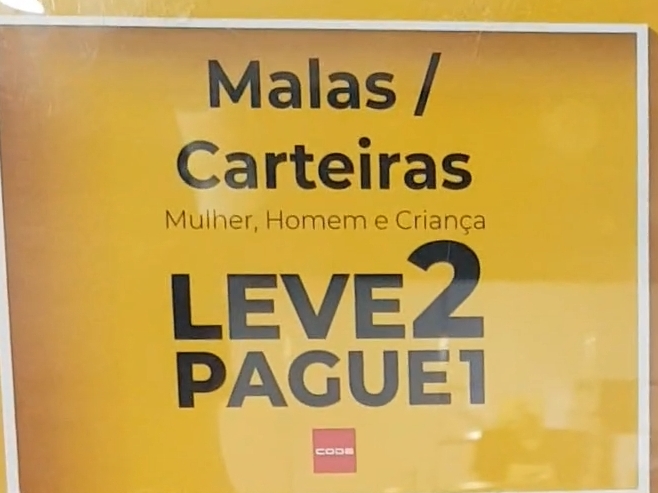 Malas /
Carteiras
Mulher, Homem e Criança
LEVE2
PAGUE1
CODE